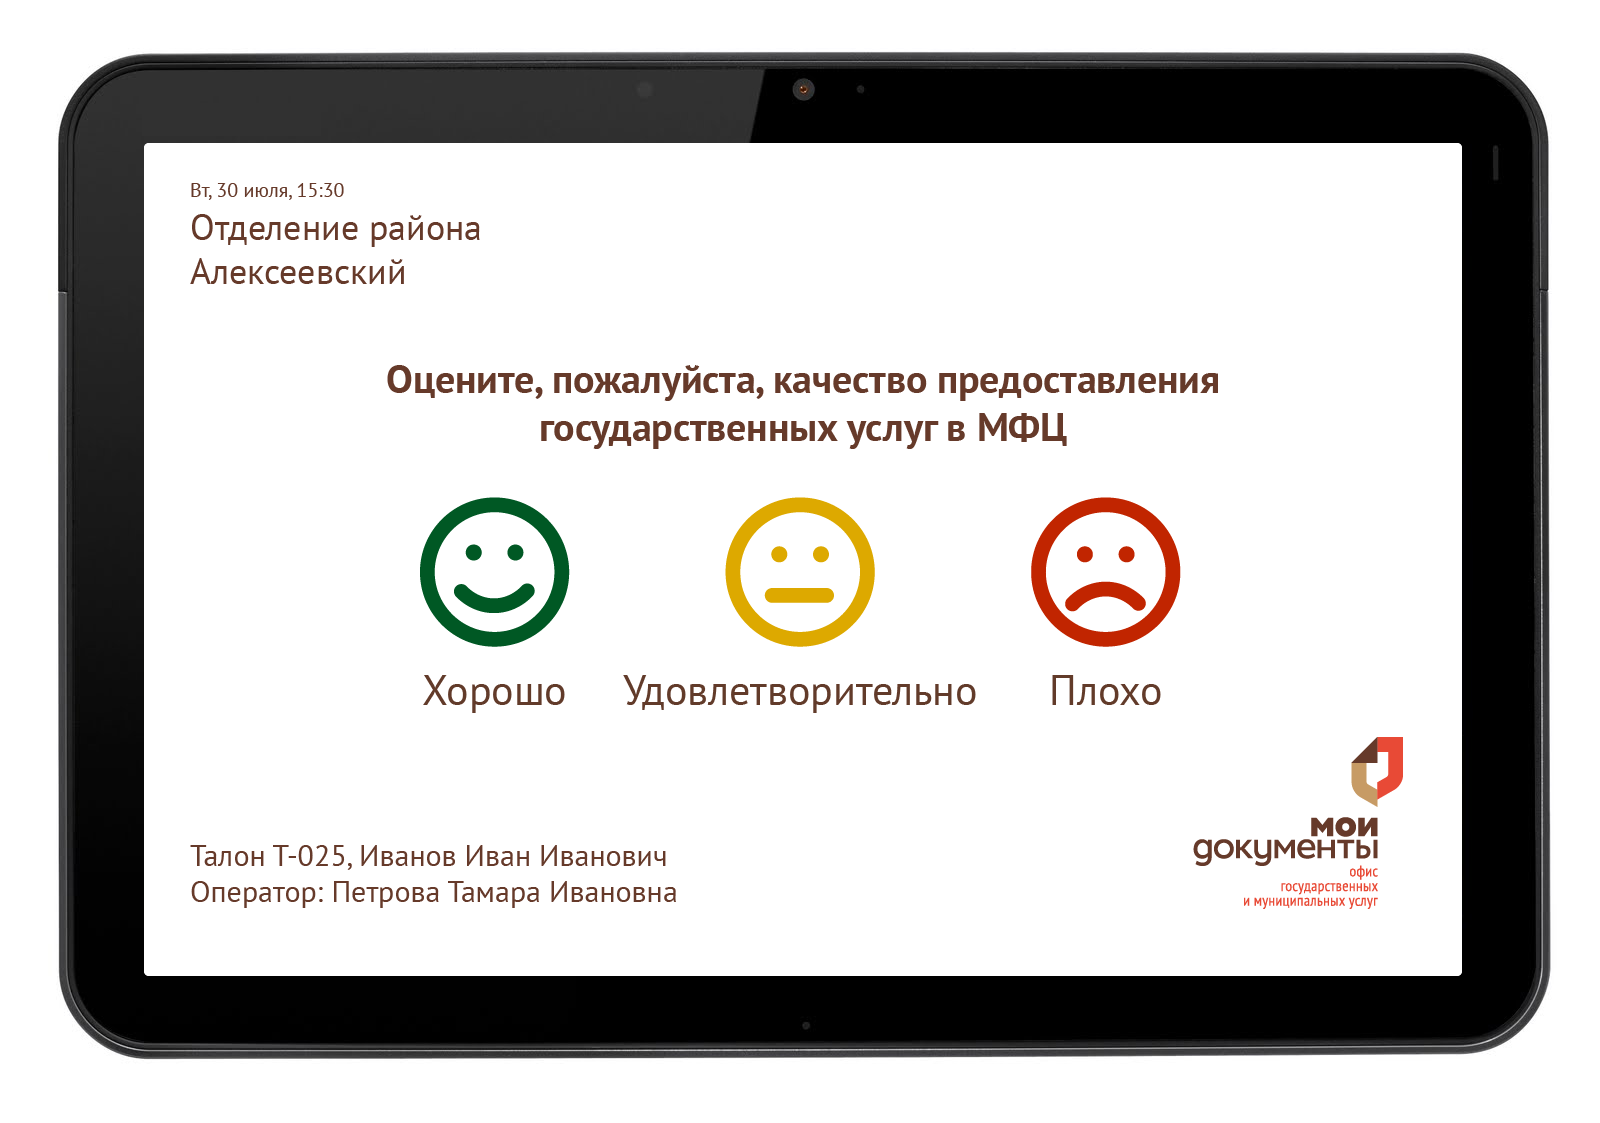 Вт, 30 июля, 15:30
Отделение района
Алексеевский
Оцените, пожалуйста, качество предоставления
государственных услуг в МФЦ
Хорошо
Удовлетворительно
Плохо
Талон Т-025, Иванов Иван Иванович
Оператор: Петрова Тамара Ивановна
мои
документы
офис
государственных
и муниципальных услуг